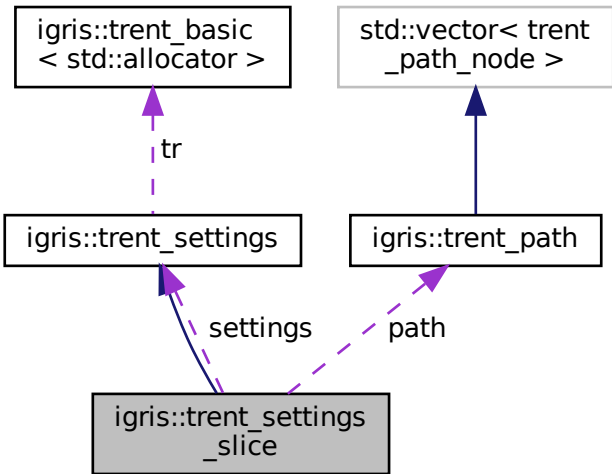 igris::trent_basic
< std::allocator >
std::vector< trent
_path_node >
tr
igris::trent_settings
igris::trent_path
settings
path
igris::trent_settings
_slice